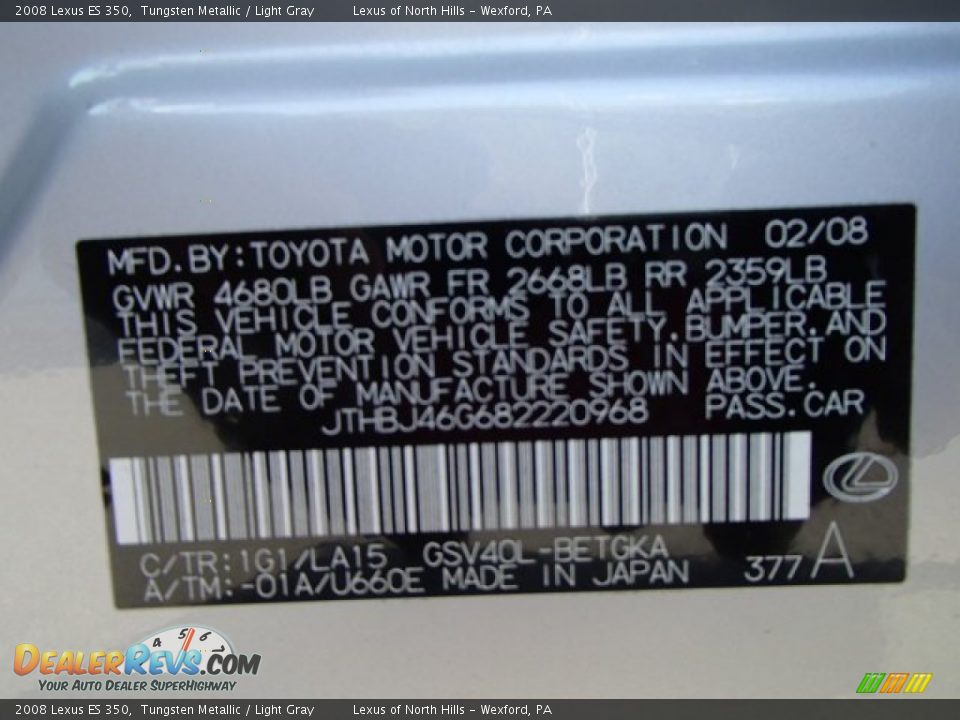 2008 Lexus ES 350, Tungsten Metallic / Light Gray Lexus of North Hills - Wexford, PA
MFD. BY: TOYOTA MOTOR CORPORATION 02/08
GVWR 4680LB GAWR FR 2668LB RR 2359LB
THIS VEHICLE CONFORMS TO ALL APPLICABLE
FEDERAL MOTOR VEHICLE SAFETY, BUMPER, AND
THEFT PREVENTION STANDARDS IN EFFECT ON
THE DATE OF MANUFACTURE SHOWN ABOVE.
JTHBJ46G682220968 PASS. CAR
C/TR: 1G1/LA15 GSV40L-BETGKA
A/TM: -01A/U660E MADE IN JAPAN 377 A
4 5 6
DEALERREVS.COM
YOUR AUTO DEALER SUPERHIGHWAY
2008 Lexus ES 350, Tungsten Metallic / Light Gray Lexus of North Hills - Wexford, PA